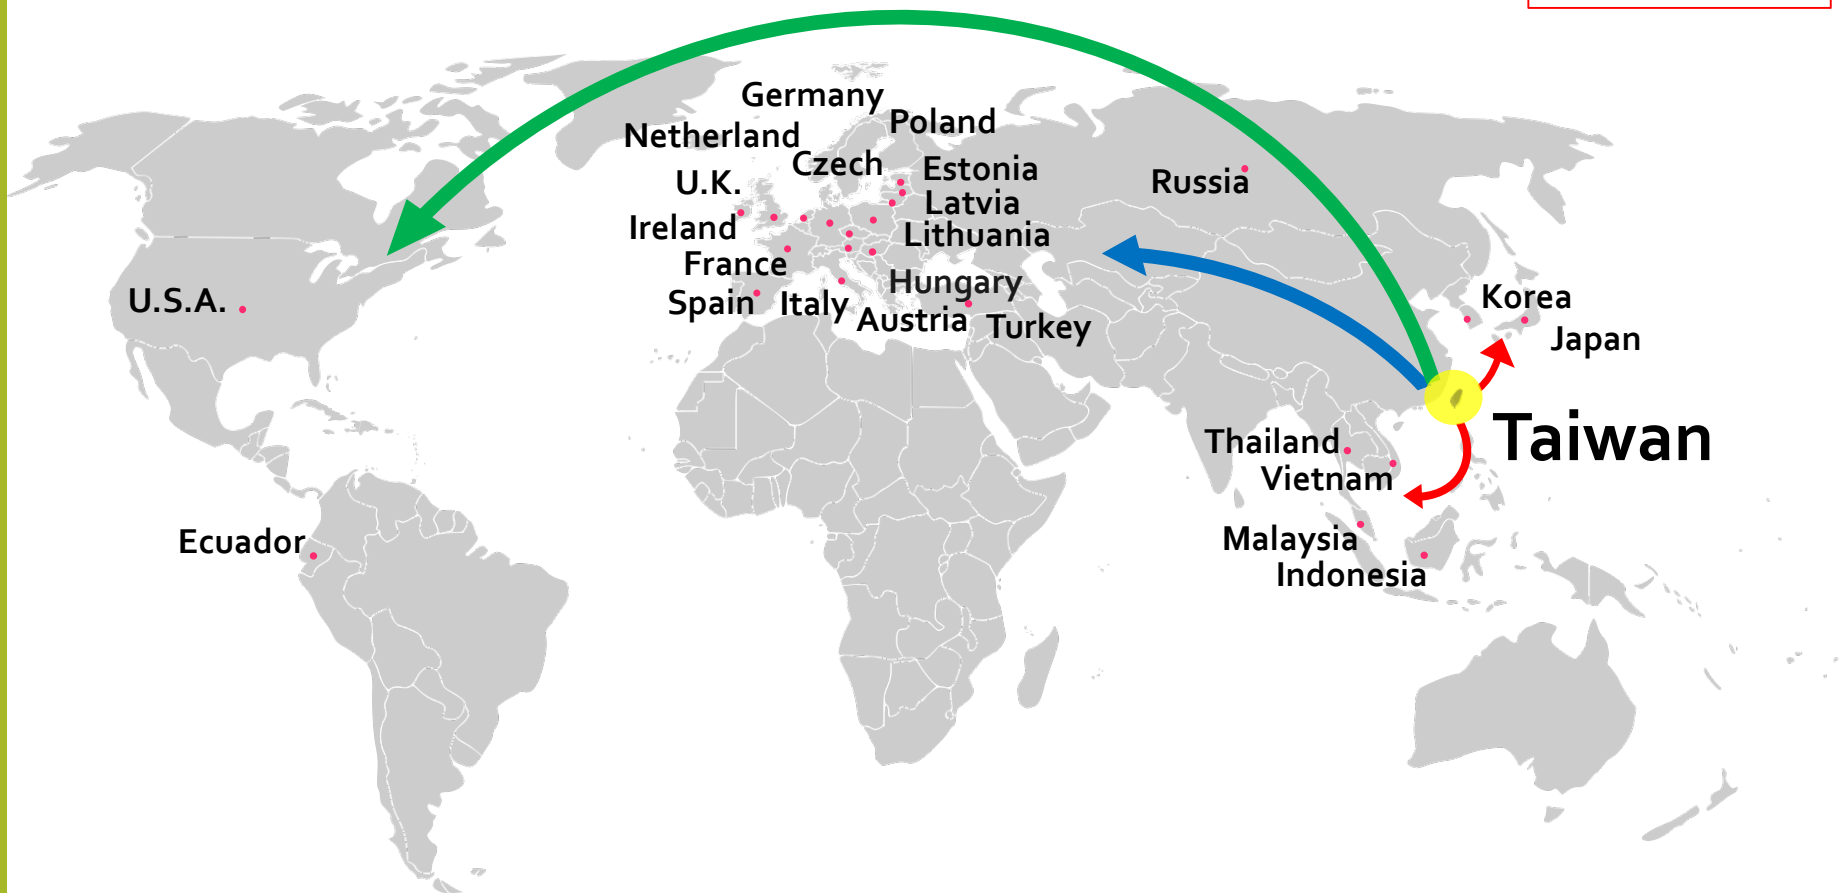 Germany
Poland
Netherland
Czech
Estonia
U.K.
Russia
Latvia
Ireland
Lithuania
France
Hungary
Spain
Italy
Austria
Turkey
U.S.A.
Korea
Japan
Taiwan
Thailand
Vietnam
Ecuador
Malaysia
Indonesia